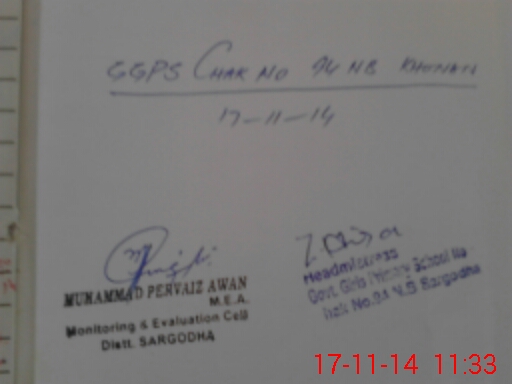 GGPS Chak No 94 NB
17-11-14
MUHAMMAD PERVAIZ AWAN
M.E.A.
Monitoring & Evaluation Cell
Distt. SARGODHA
Headmistress
Govt. Girls Primary School
Chak No.94 N.B Sargodha
17-11-14 11:33